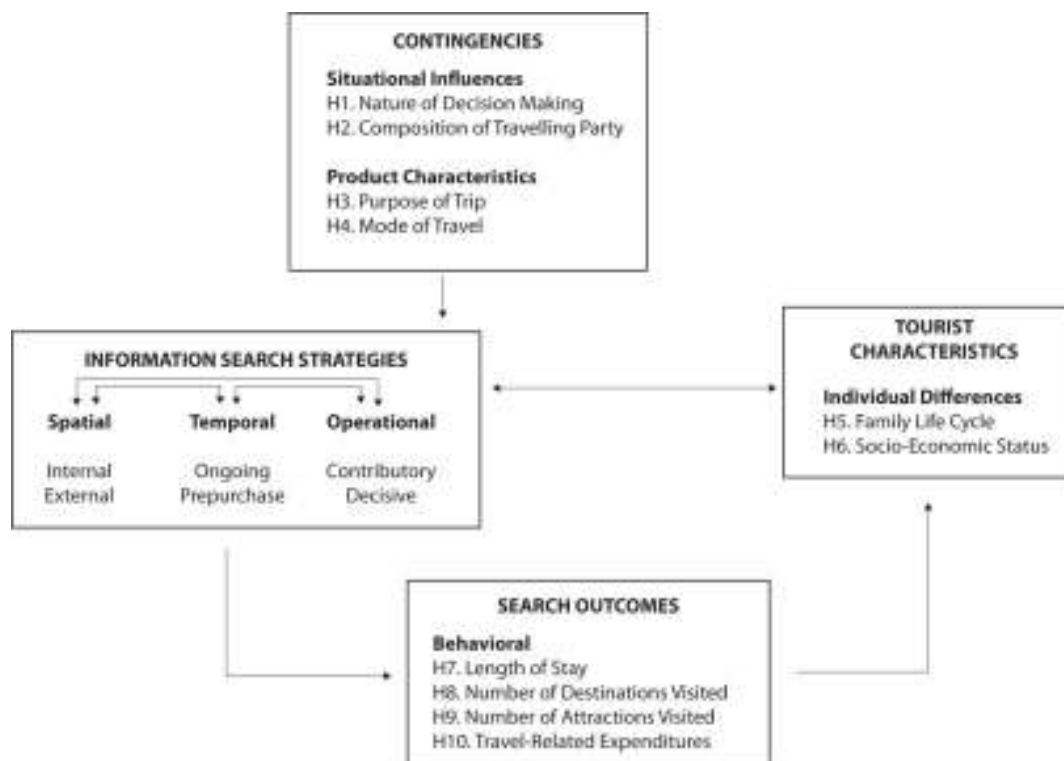 CONTINGENCIES
Situational Influences
H1. Nature of Decision Making
H2. Composition of Travelling Party
Product Characteristics
H3. Purpose of Trip
H4. Mode of Travel
INFORMATION SEARCH STRATEGIES
Spatial Temporal Operational
Internal Ongoing Contributory
External Prepurchase Decisive
TOURIST
CHARACTERISTICS
Individual Differences
H5. Family Life Cycle
H6. Socio-Economic Status
SEARCH OUTCOMES
Behavioral
H7. Length of Stay
H8. Number of Destinations Visited
H9. Number of Attractions Visited
H10. Travel-Related Expenditures